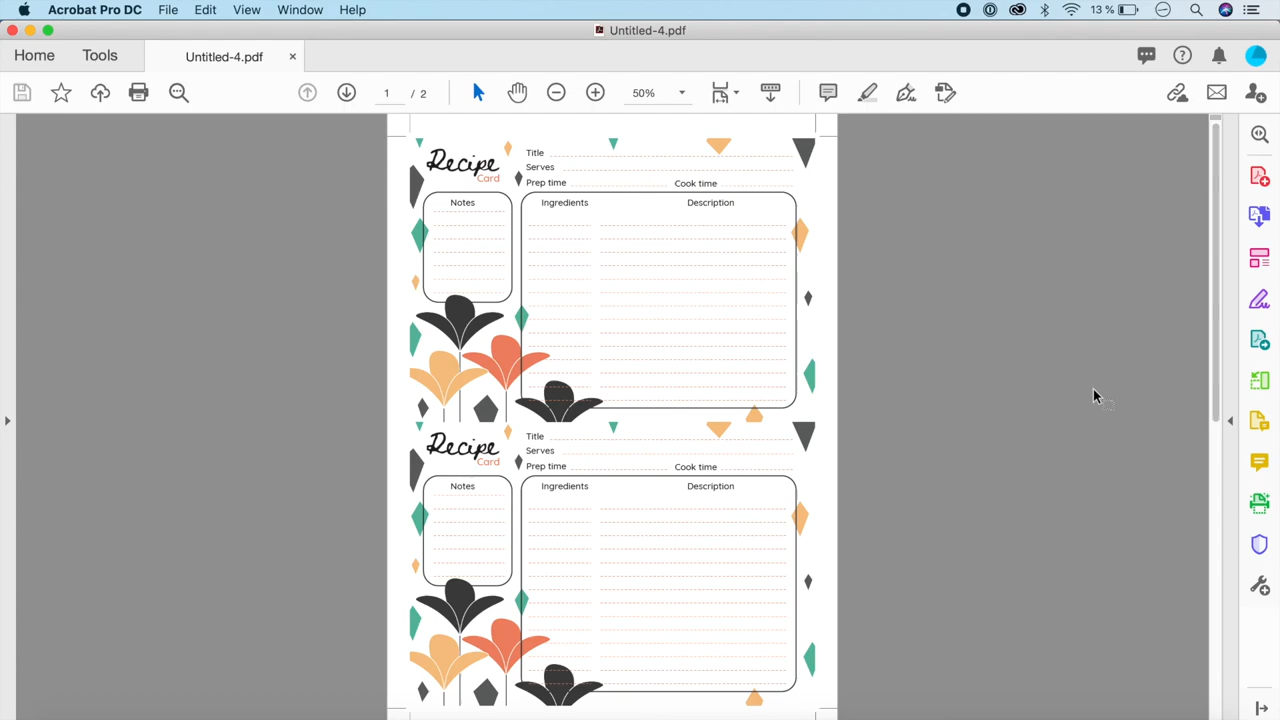 Acrobat Pro DC File Edit View Window Help 13 %
Untitled-4.pdf
Home Tools Untitled-4.pdf ×
1 / 2 50%
Recipe
Card
Title
Serves
Prep time Cook time
Notes Ingredients Description
Recipe
Card
Title
Serves
Prep time Cook time
Notes Ingredients Description